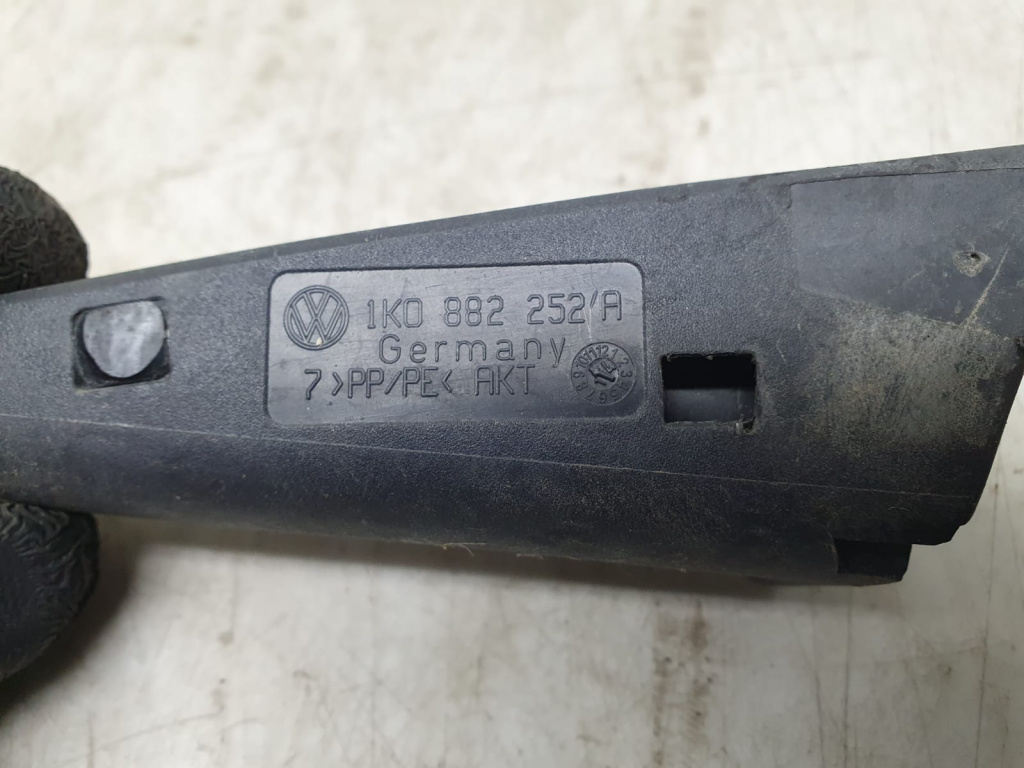 1K0 882 252/A
Germany
7 >PP/PE< AKT